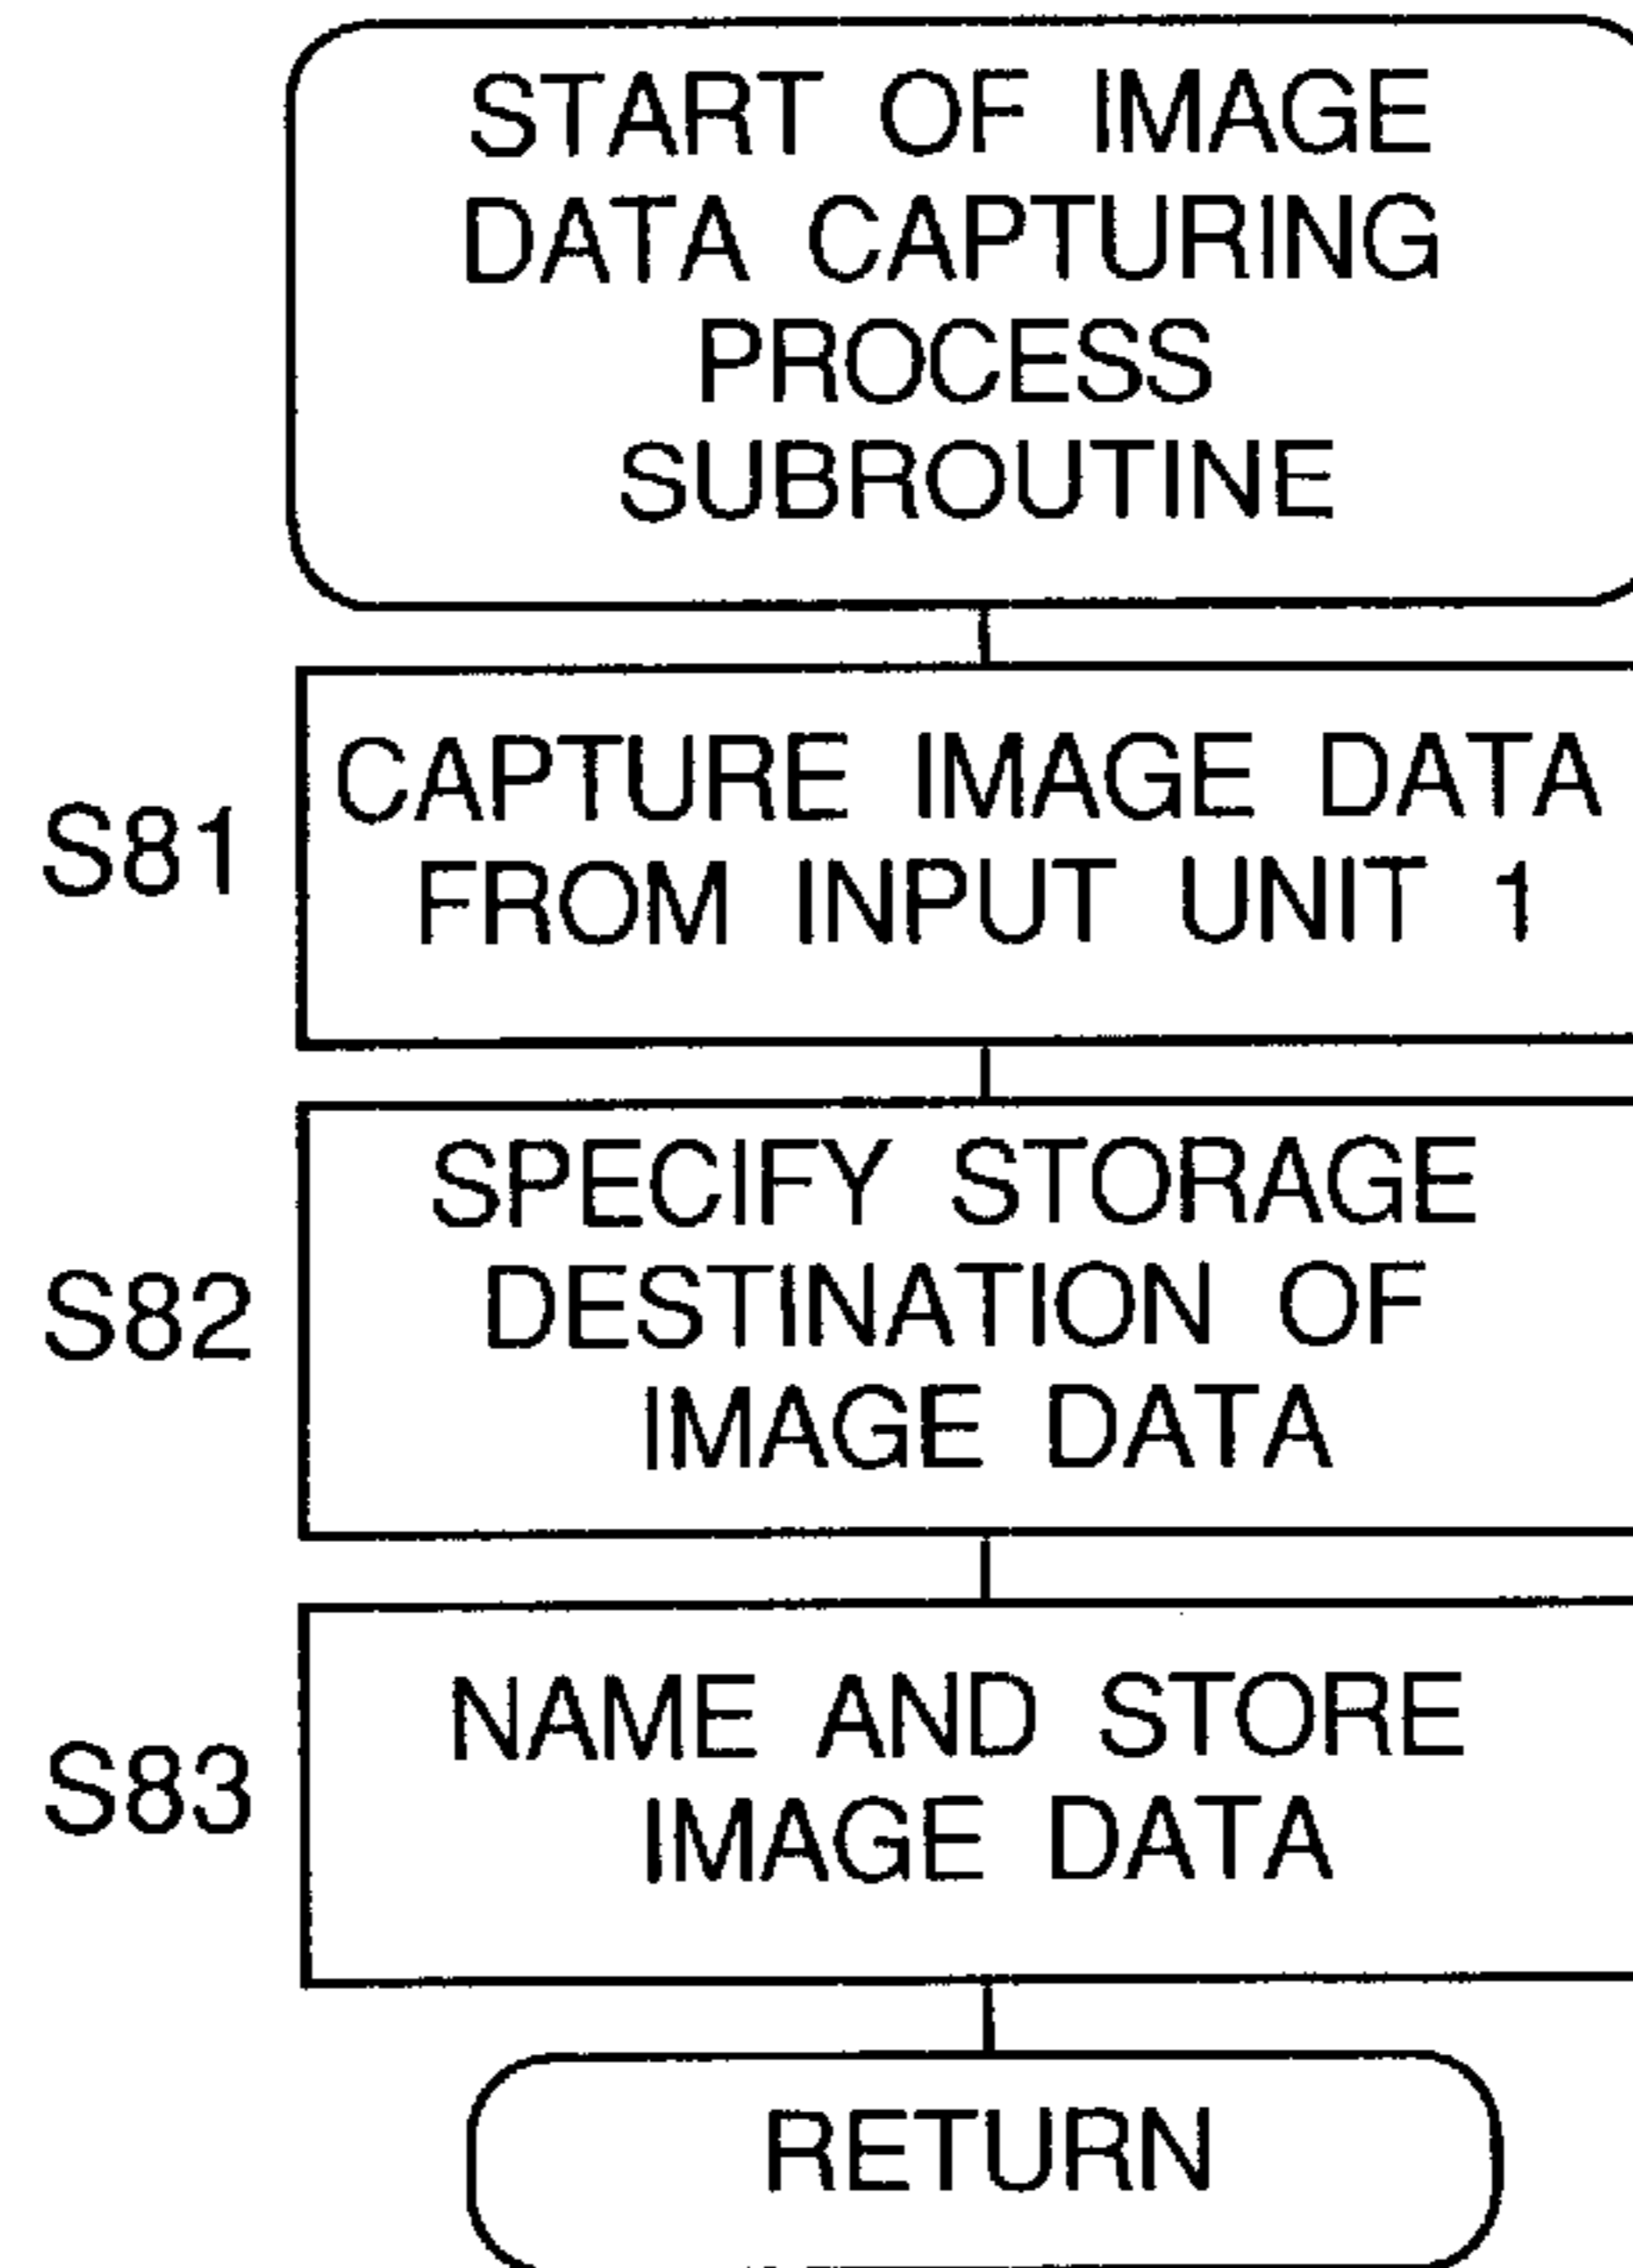 START OF IMAGE
DATA CAPTURING
PROCESS
SUBROUTINE
S81
CAPTURE IMAGE DATA
FROM INPUT UNIT 1
S82
SPECIFY STORAGE
DESTINATION OF
IMAGE DATA
S83
NAME AND STORE
IMAGE DATA
RETURN